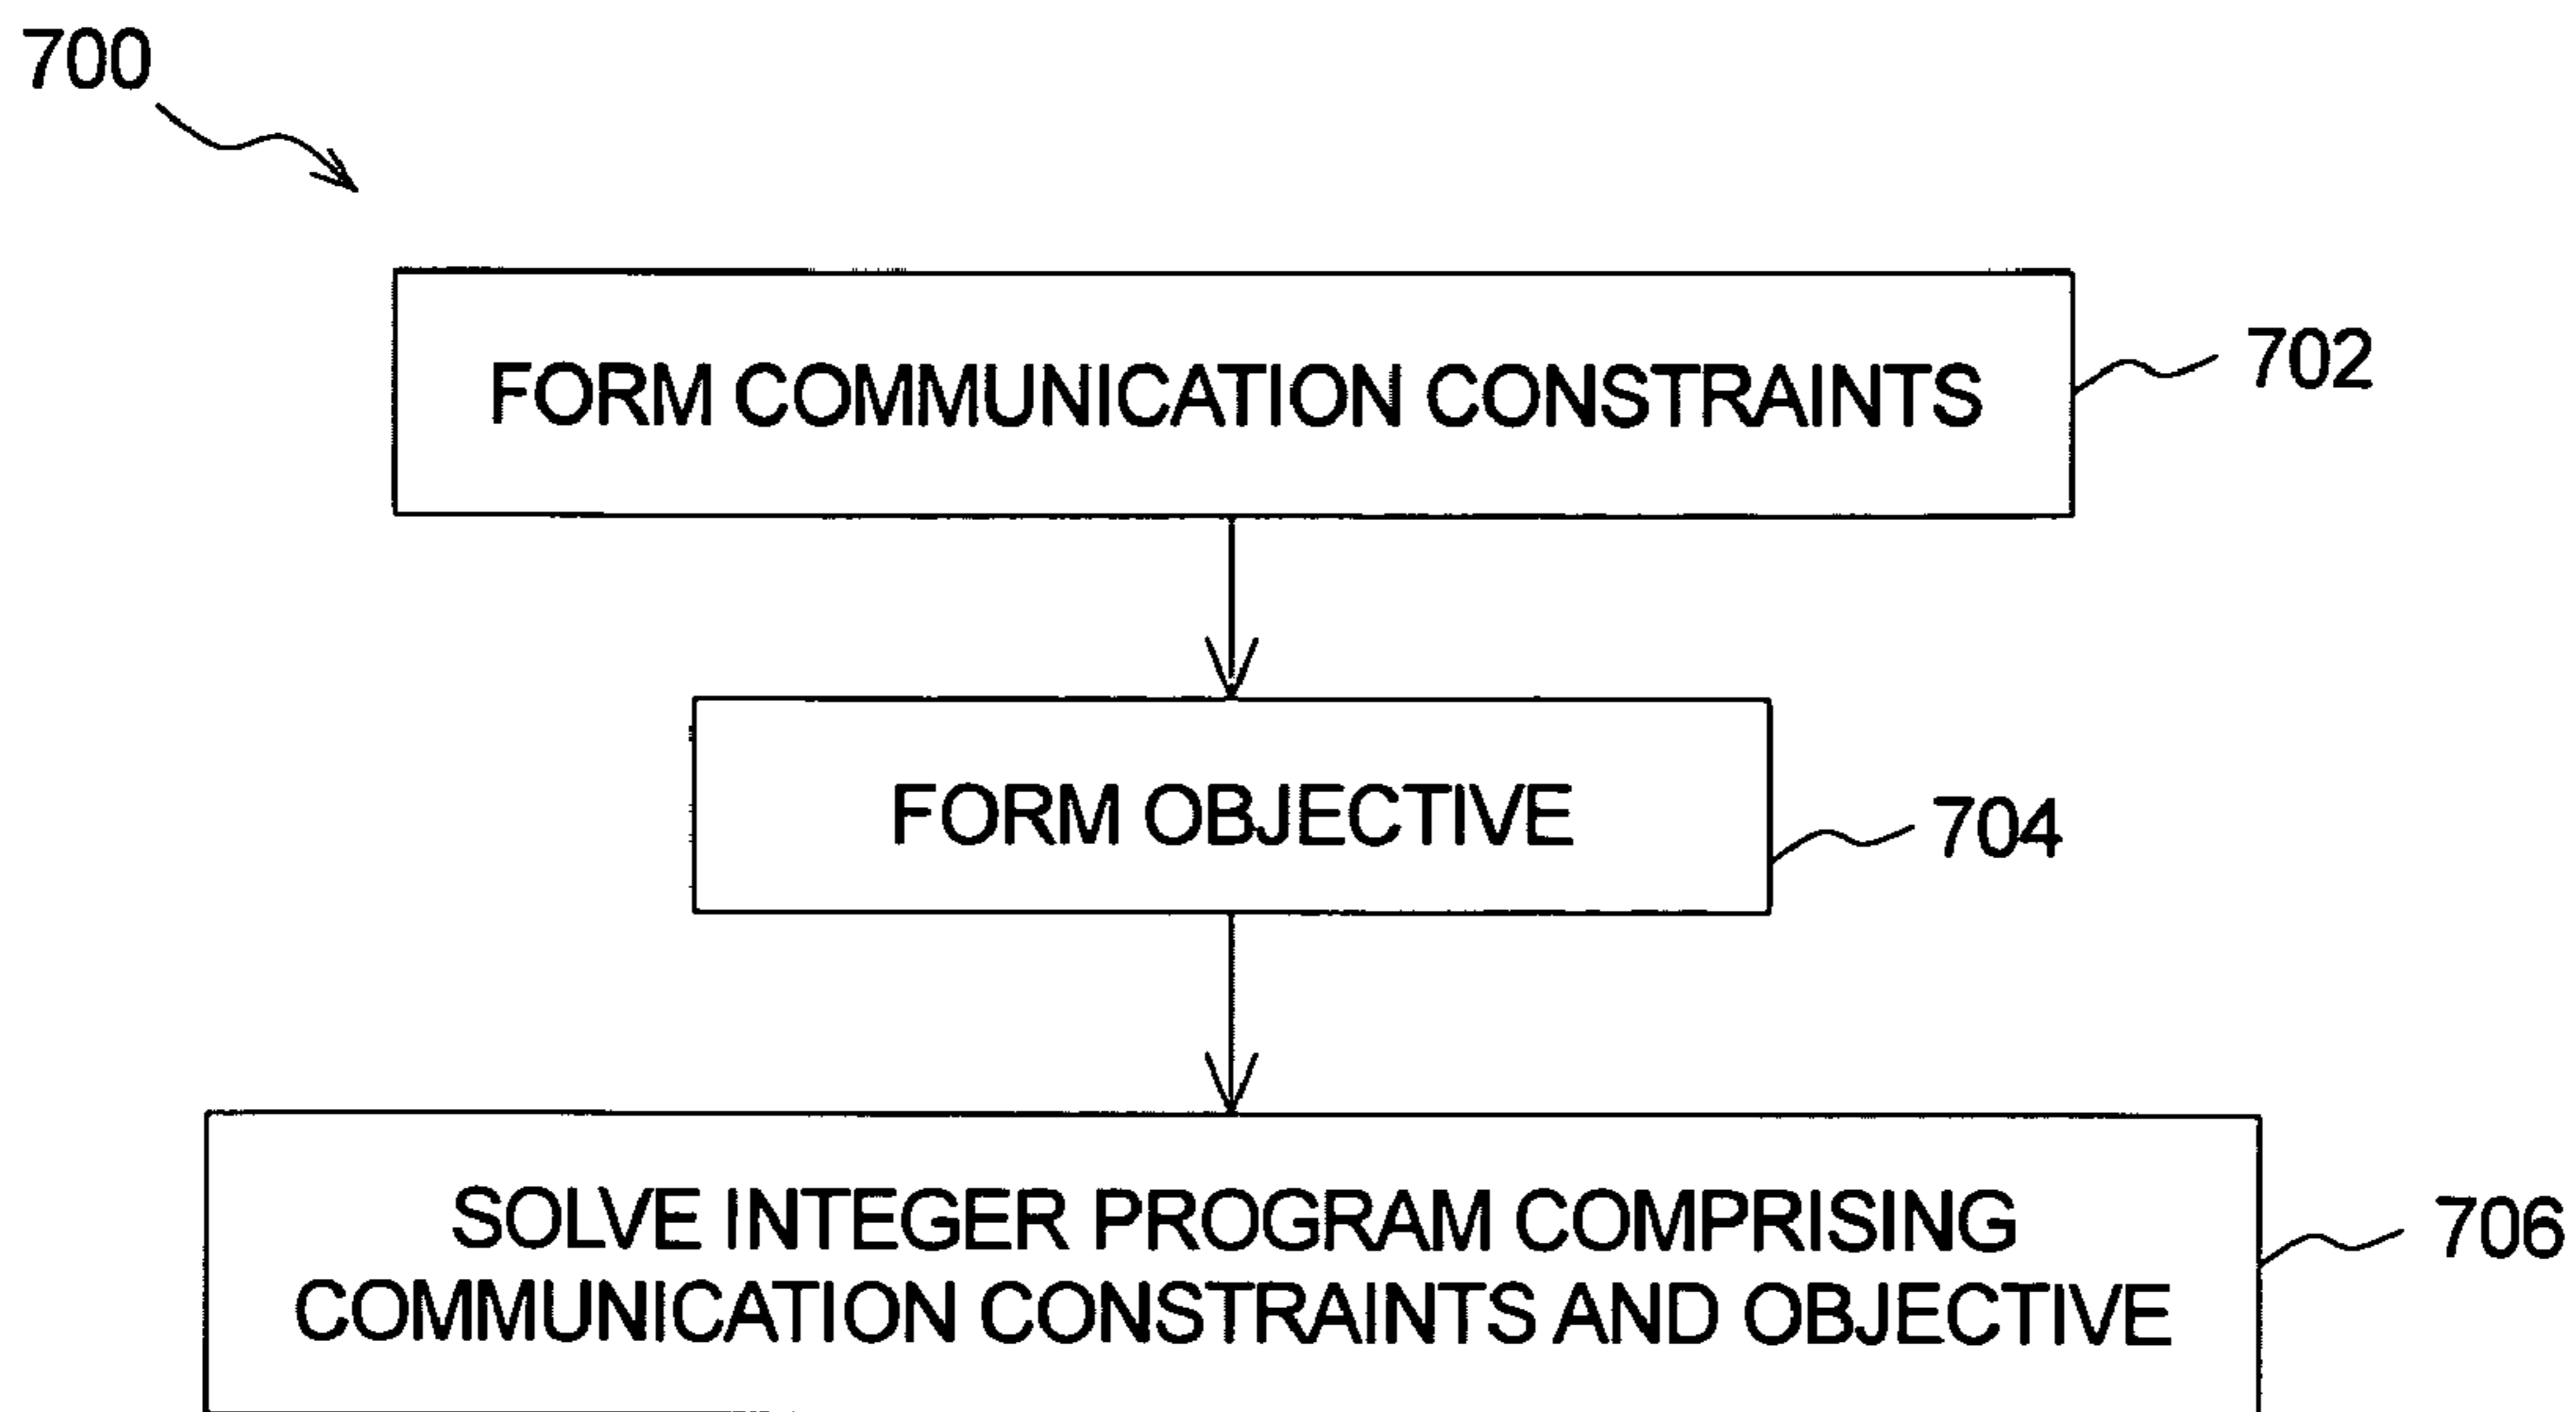 700
FORM COMMUNICATION CONSTRAINTS
702
FORM OBJECTIVE
704
SOLVE INTEGER PROGRAM COMPRISING
COMMUNICATION CONSTRAINTS AND OBJECTIVE
706